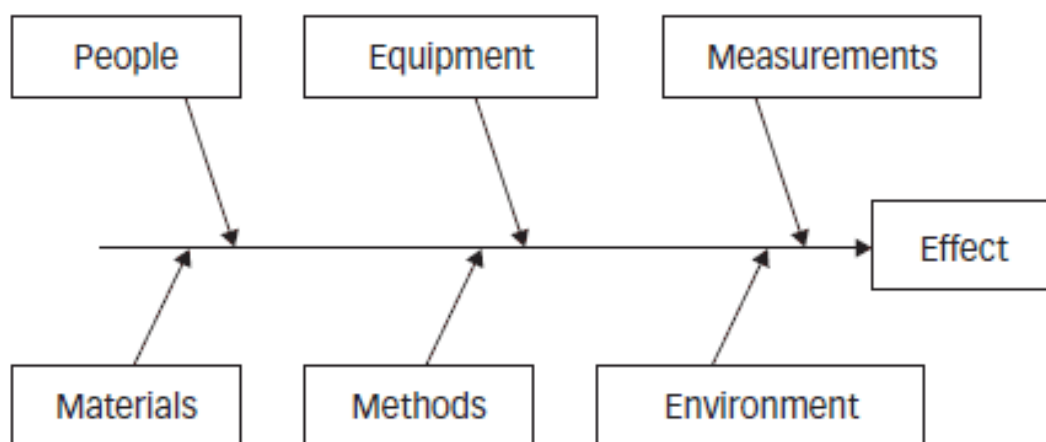 People
Equipment
Measurements
Effect
Materials
Methods
Environment